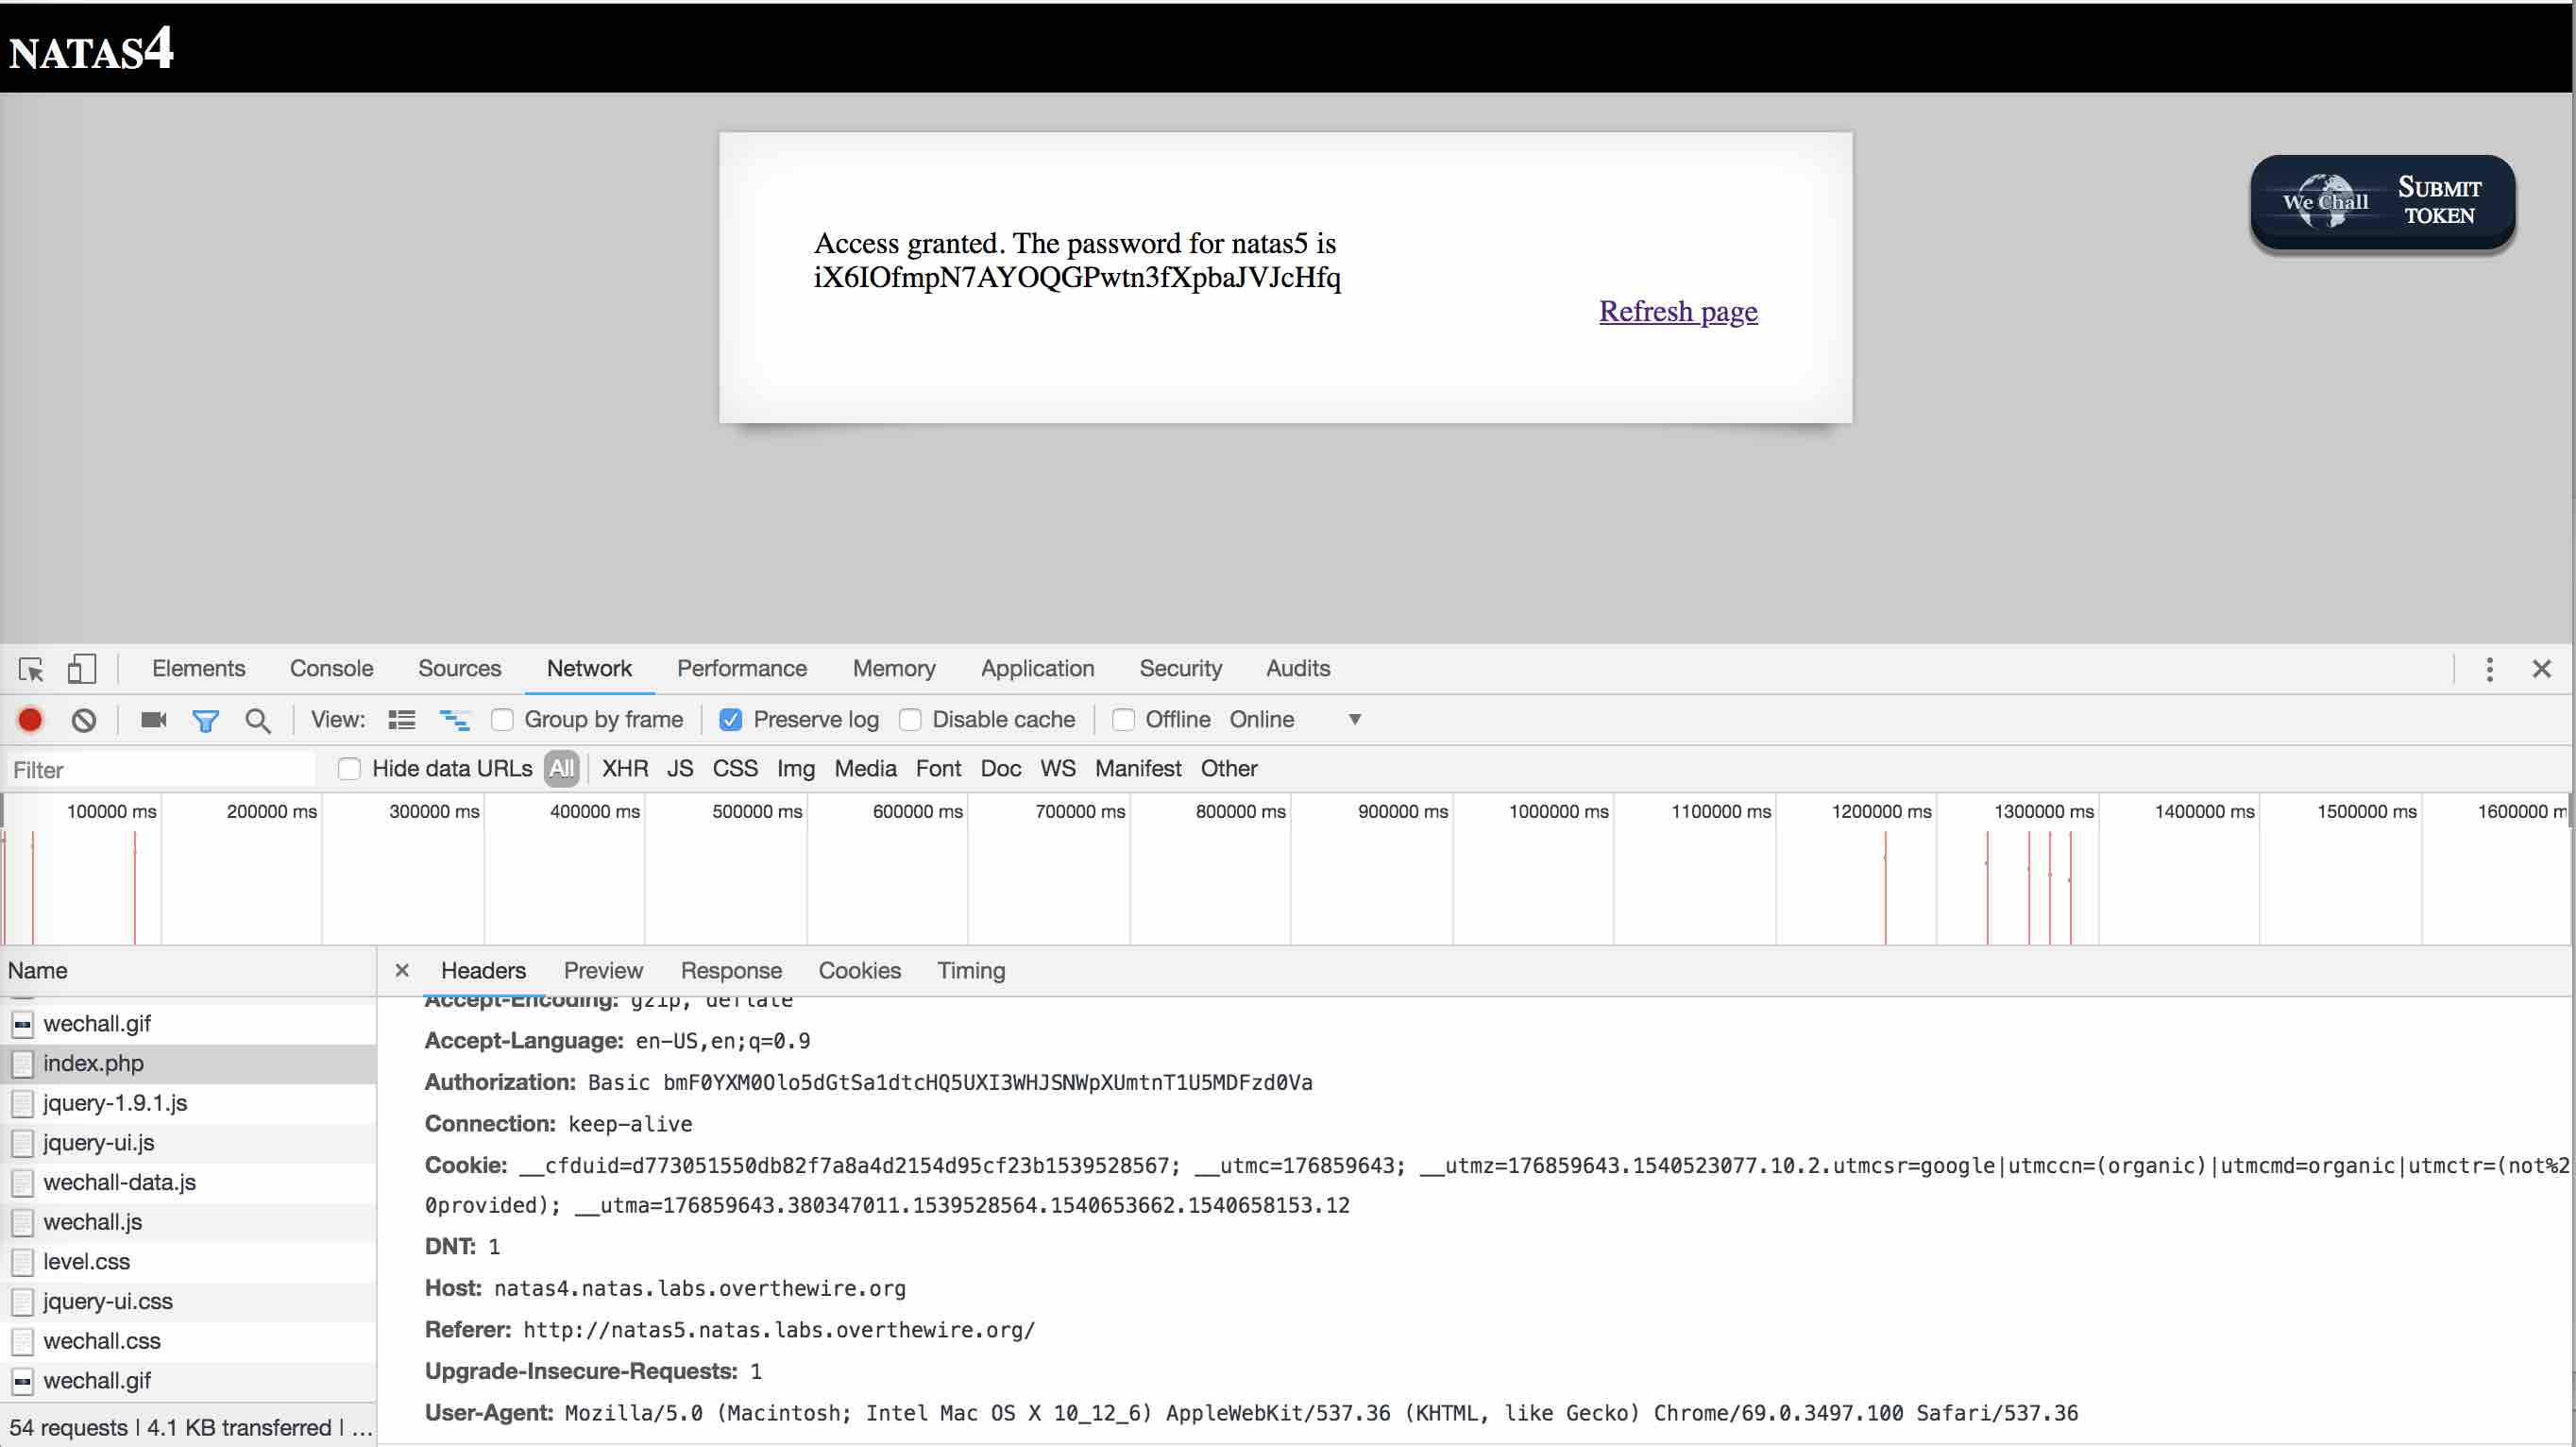 NATAS4
Access granted. The password for natas5 is
iX6IOfmpN7AYOQGPwtn3fXpbaJVJcHfq
Refresh page
We Chall
SUBMIT
TOKEN
Elements Console Sources Network Performance Memory Application Security Audits
View: Group by frame Preserve log Disable cache Offline Online
Filter Hide data URLs All XHR JS CSS Img Media Font Doc WS Manifest Other
100000 ms 200000 ms 300000 ms 400000 ms 500000 ms 600000 ms 700000 ms 800000 ms 900000 ms 1000000 ms 1100000 ms 1200000 ms 1300000 ms 1400000 ms 1500000 ms 1600000 m
Name
Headers Preview Response Cookies Timing
wechall.gif
index.php
jquery-1.9.1.js
jquery-ui.js
wechall-data.js
wechall.js
level.css
jquery-ui.css
wechall.css
wechall.gif
54 requests | 4.1 KB transferred | ...
Accept-Encoding: gzip, deflate
Accept-Language: en-US,en;q=0.9
Authorization: Basic bmF0YXM0Olo5dGtSa1dtcHQ5UXI3WHJSNWpXUmtnT1U5MDFzd0Va
Connection: keep-alive
Cookie: __cfduid=d773051550db82f7a8a4d2154d95cf23b1539528567; __utmc=176859643; __utmz=176859643.1540523077.10.2.utmcsr=google|utmccn=(organic)|utmcmd=organic|utmctr=(not%2
0provided); __utma=176859643.380347011.1539528564.1540653662.1540658153.12
DNT: 1
Host: natas4.natas.labs.overthewire.org
Referer: http://natas5.natas.labs.overthewire.org/
Upgrade-Insecure-Requests: 1
User-Agent: Mozilla/5.0 (Macintosh; Intel Mac OS X 10_12_6) AppleWebKit/537.36 (KHTML, like Gecko) Chrome/69.0.3497.100 Safari/537.36